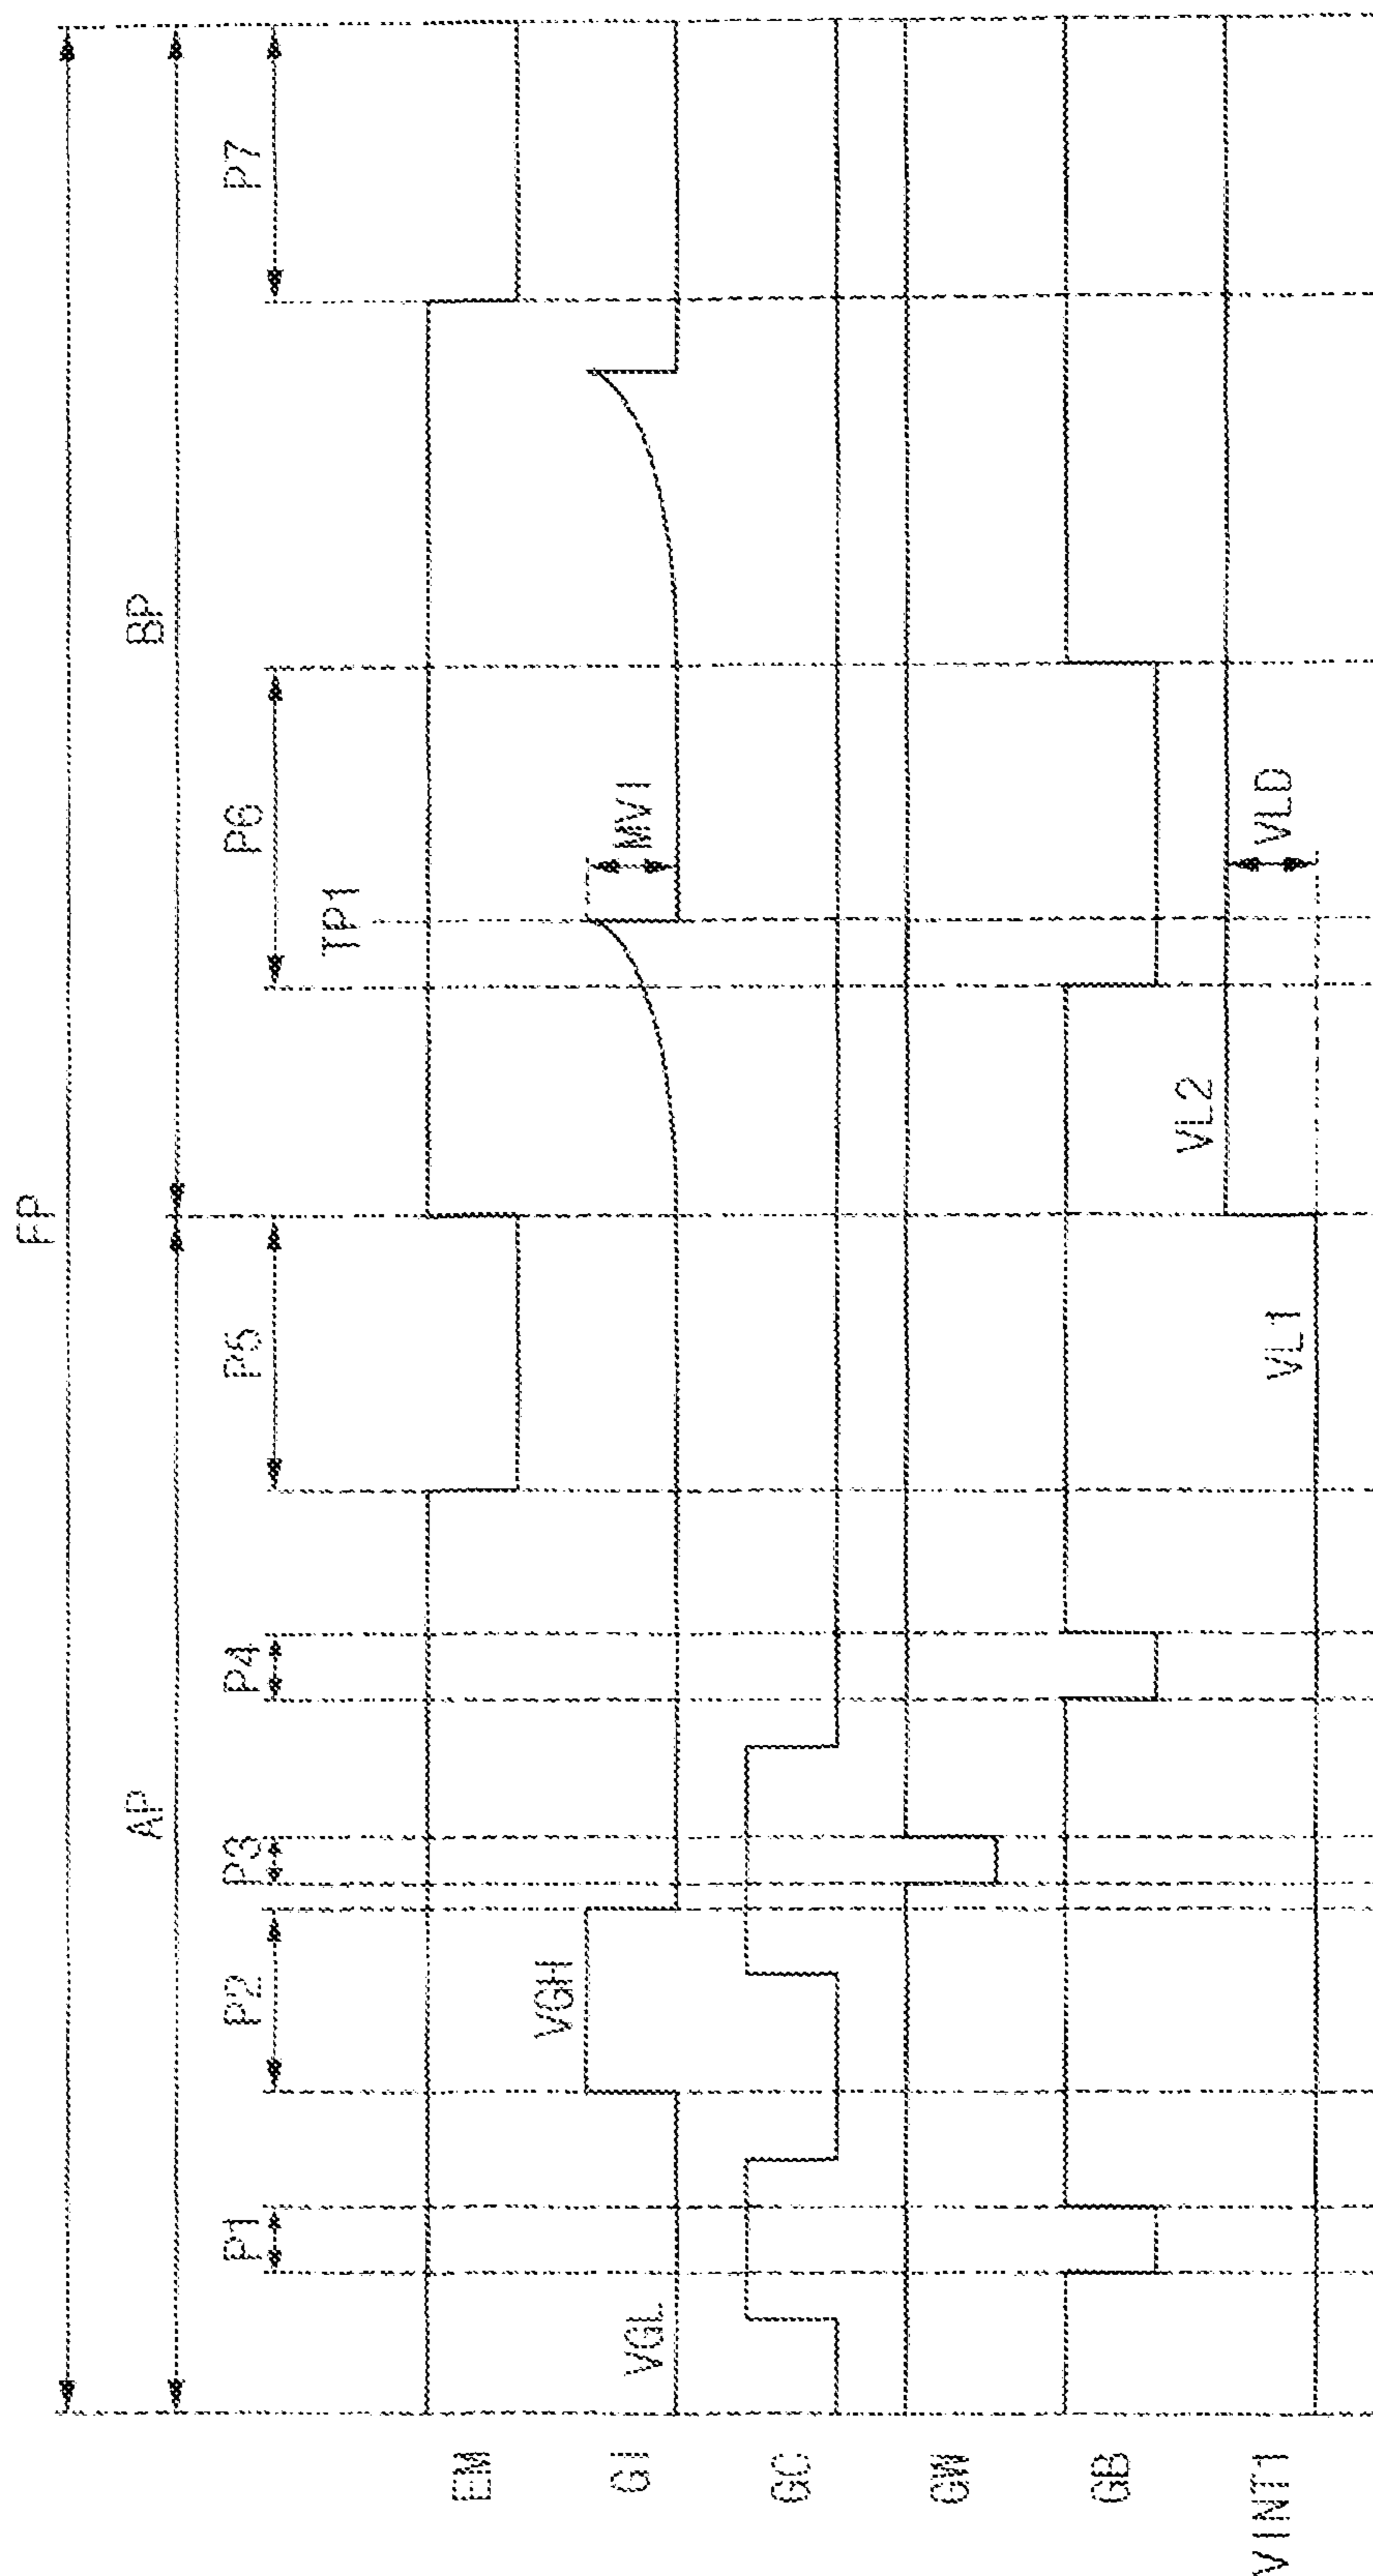 FP
AP
BP
P1
P2
P3
P4
P5
P6
P7
TP1
EM
GI
VGL
VGH
MV1
GC
GW
GB
VINT1
VL1
VL2
VLD